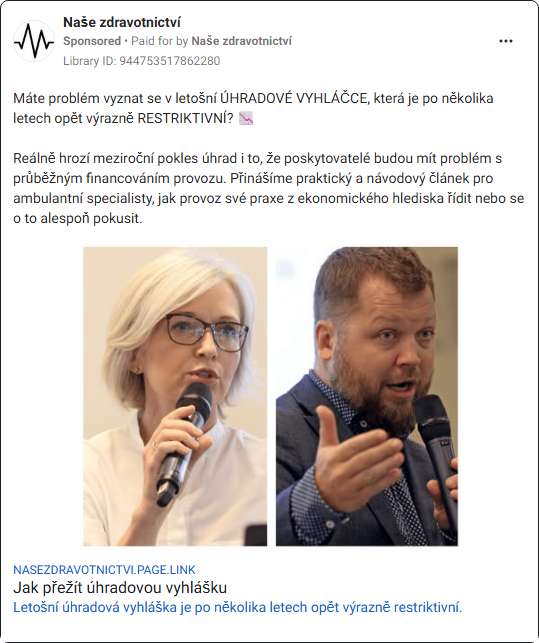 Naše zdravotnictví
Sponsored • Paid for by Naše zdravotnictví
Library ID: 944753517862280
Máte problém vyznat se v letošní ÚHRADOVÉ VYHLÁČCE, která je po několika
letech opět výrazně RESTRIKTIVNÍ? 📉
Reálně hrozí meziroční pokles úhrad i to, že poskytovatelé budou mít problém s
průběžným financováním provozu. Přinášíme praktický a návodový článek pro
ambulantní specialisty, jak provoz své praxe z ekonomického hlediska řídit nebo se
o to alespoň pokusit.
NASEZDRAVOTNICTVI.PAGE.LINK
Jak přežít úhradovou vyhlášku
Letošní úhradová vyhláška je po několika letech opět výrazně restriktivní.